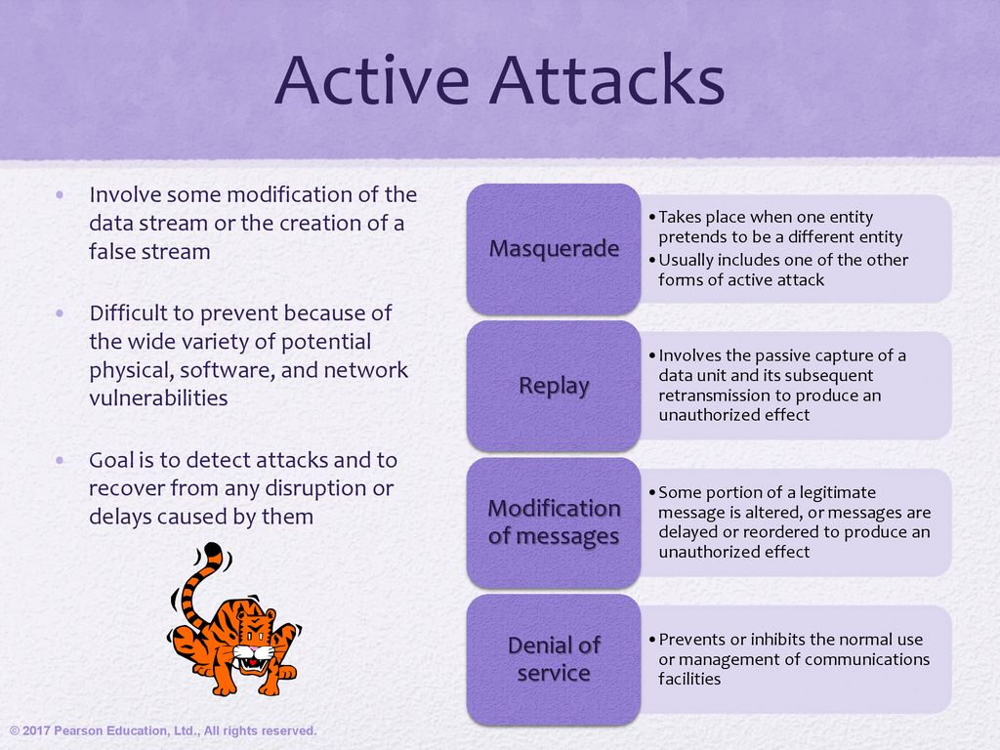 Active Attacks
• Involve some modification of the
data stream or the creation of a
false stream
• Difficult to prevent because of
the wide variety of potential
physical, software, and network
vulnerabilities
• Goal is to detect attacks and to
recover from any disruption or
delays caused by them
Masquerade
•Takes place when one entity
pretends to be a different entity
•Usually includes one of the other
forms of active attack
Replay
•Involves the passive capture of a
data unit and its subsequent
retransmission to produce an
unauthorized effect
Modification
of messages
•Some portion of a legitimate
message is altered, or messages are
delayed or reordered to produce an
unauthorized effect
Denial of
service
•Prevents or inhibits the normal use
or management of communications
facilities
© 2017 Pearson Education, Ltd., All rights reserved.